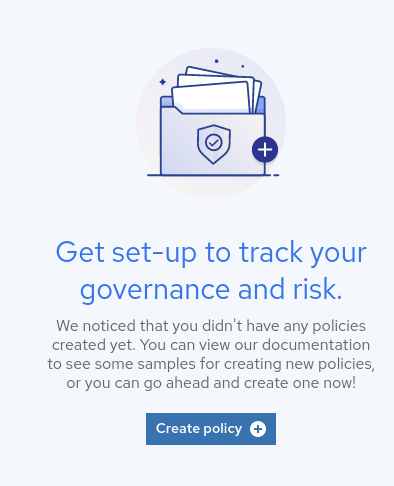 Get set-up to track your
governance and risk.
We noticed that you didn't have any policies
created yet. You can view our documentation
to see some samples for creating new policies,
or you can go ahead and create one now!
Create policy